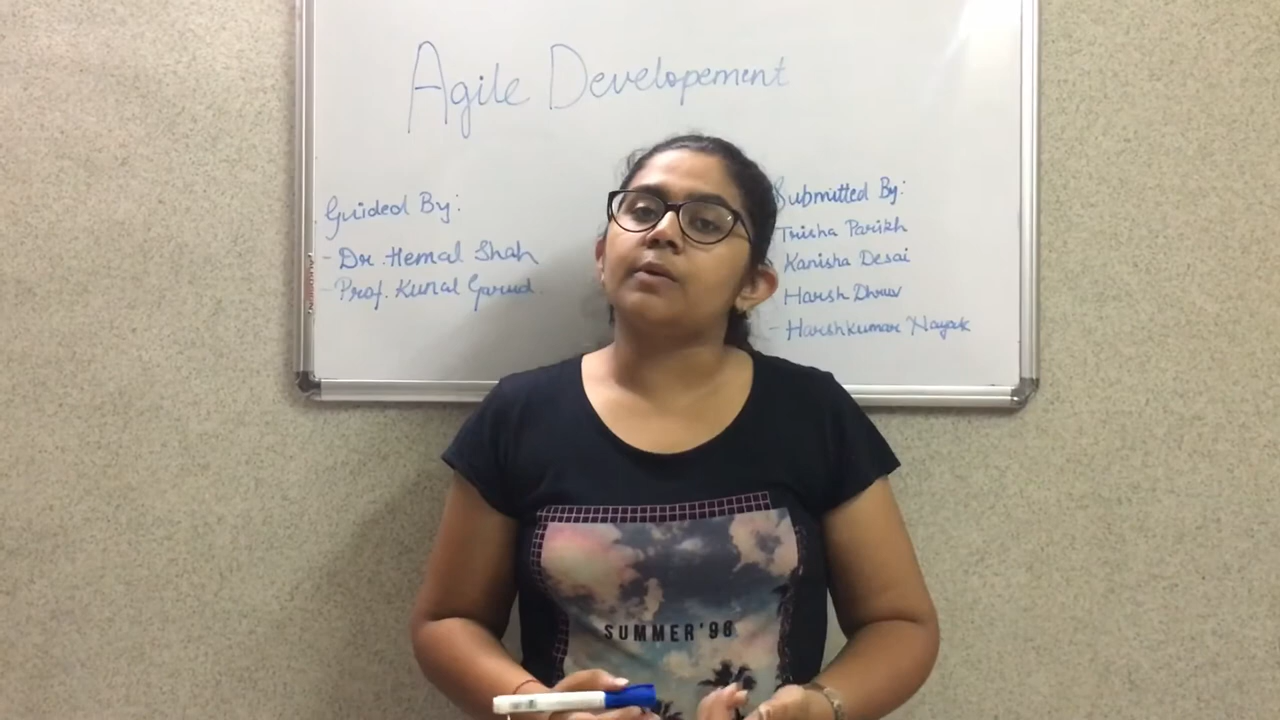 Agile Developement
Guided By:
- Dr. Hemal Shah
- Prof. Kunal Garud
Submitted By:
Trisha Parikh
Kanisha Desai
Harsh Dhruv
- Harshkumar Nayak
SUMMER'98